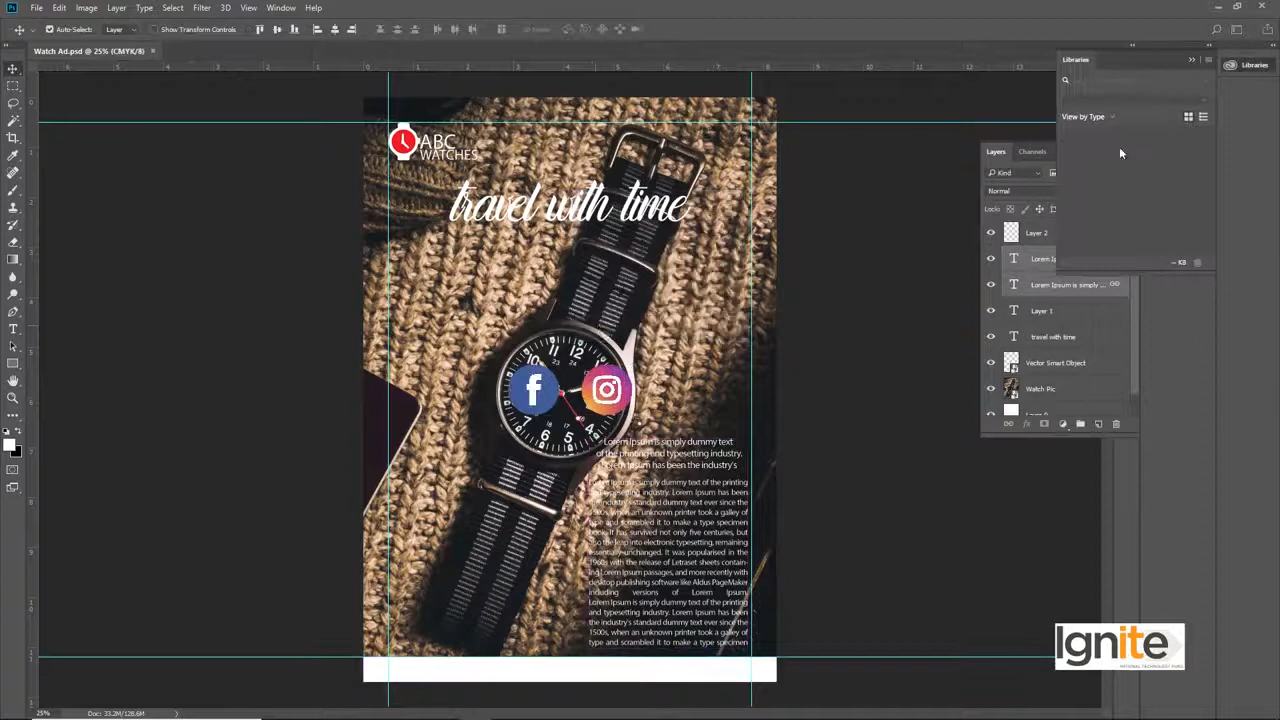 Ps File Edit Image Layer Type Select Filter 3D View Window Help
Auto-Select: Layer Show Transform Controls 3D Mode:
Watch Ad.psd @ 25% (CMYK/8) ×
Libraries
Libraries
View by Type
Layers Channels
Kind
Normal
Lock:
Layer 2
Lorem Ip
Lorem Ipsum is simply ...
Layer 1
travel with time
Vector Smart Object
Watch Pic
-- KB
ABC
WATCHES
travel with time
Lorem Ipsum is simply dummy text
of the printing and typesetting industry.
Lorem Ipsum has been the industry's
Lorem Ipsum is simply dummy text of the printing
and typesetting industry. Lorem Ipsum has been
the industry's standard dummy text ever since the
1500s, when an unknown printer took a galley of
type and scrambled it to make a type specimen
book. It has survived not only five centuries, but
also the leap into electronic typesetting, remaining
essentially unchanged. It was popularised in the
1960s with the release of Letraset sheets contain-
ing Lorem Ipsum passages, and more recently with
desktop publishing software like Aldus PageMaker
including versions of Lorem Ipsum.
Lorem Ipsum is simply dummy text of the printing
and typesetting industry. Lorem Ipsum has been
the industry's standard dummy text ever since the
1500s, when an unknown printer took a galley of
type and scrambled it to make a type specimen
Ignite
NATIONAL TECHNOLOGY FUND
25% Doc: 33.2M/128.6M